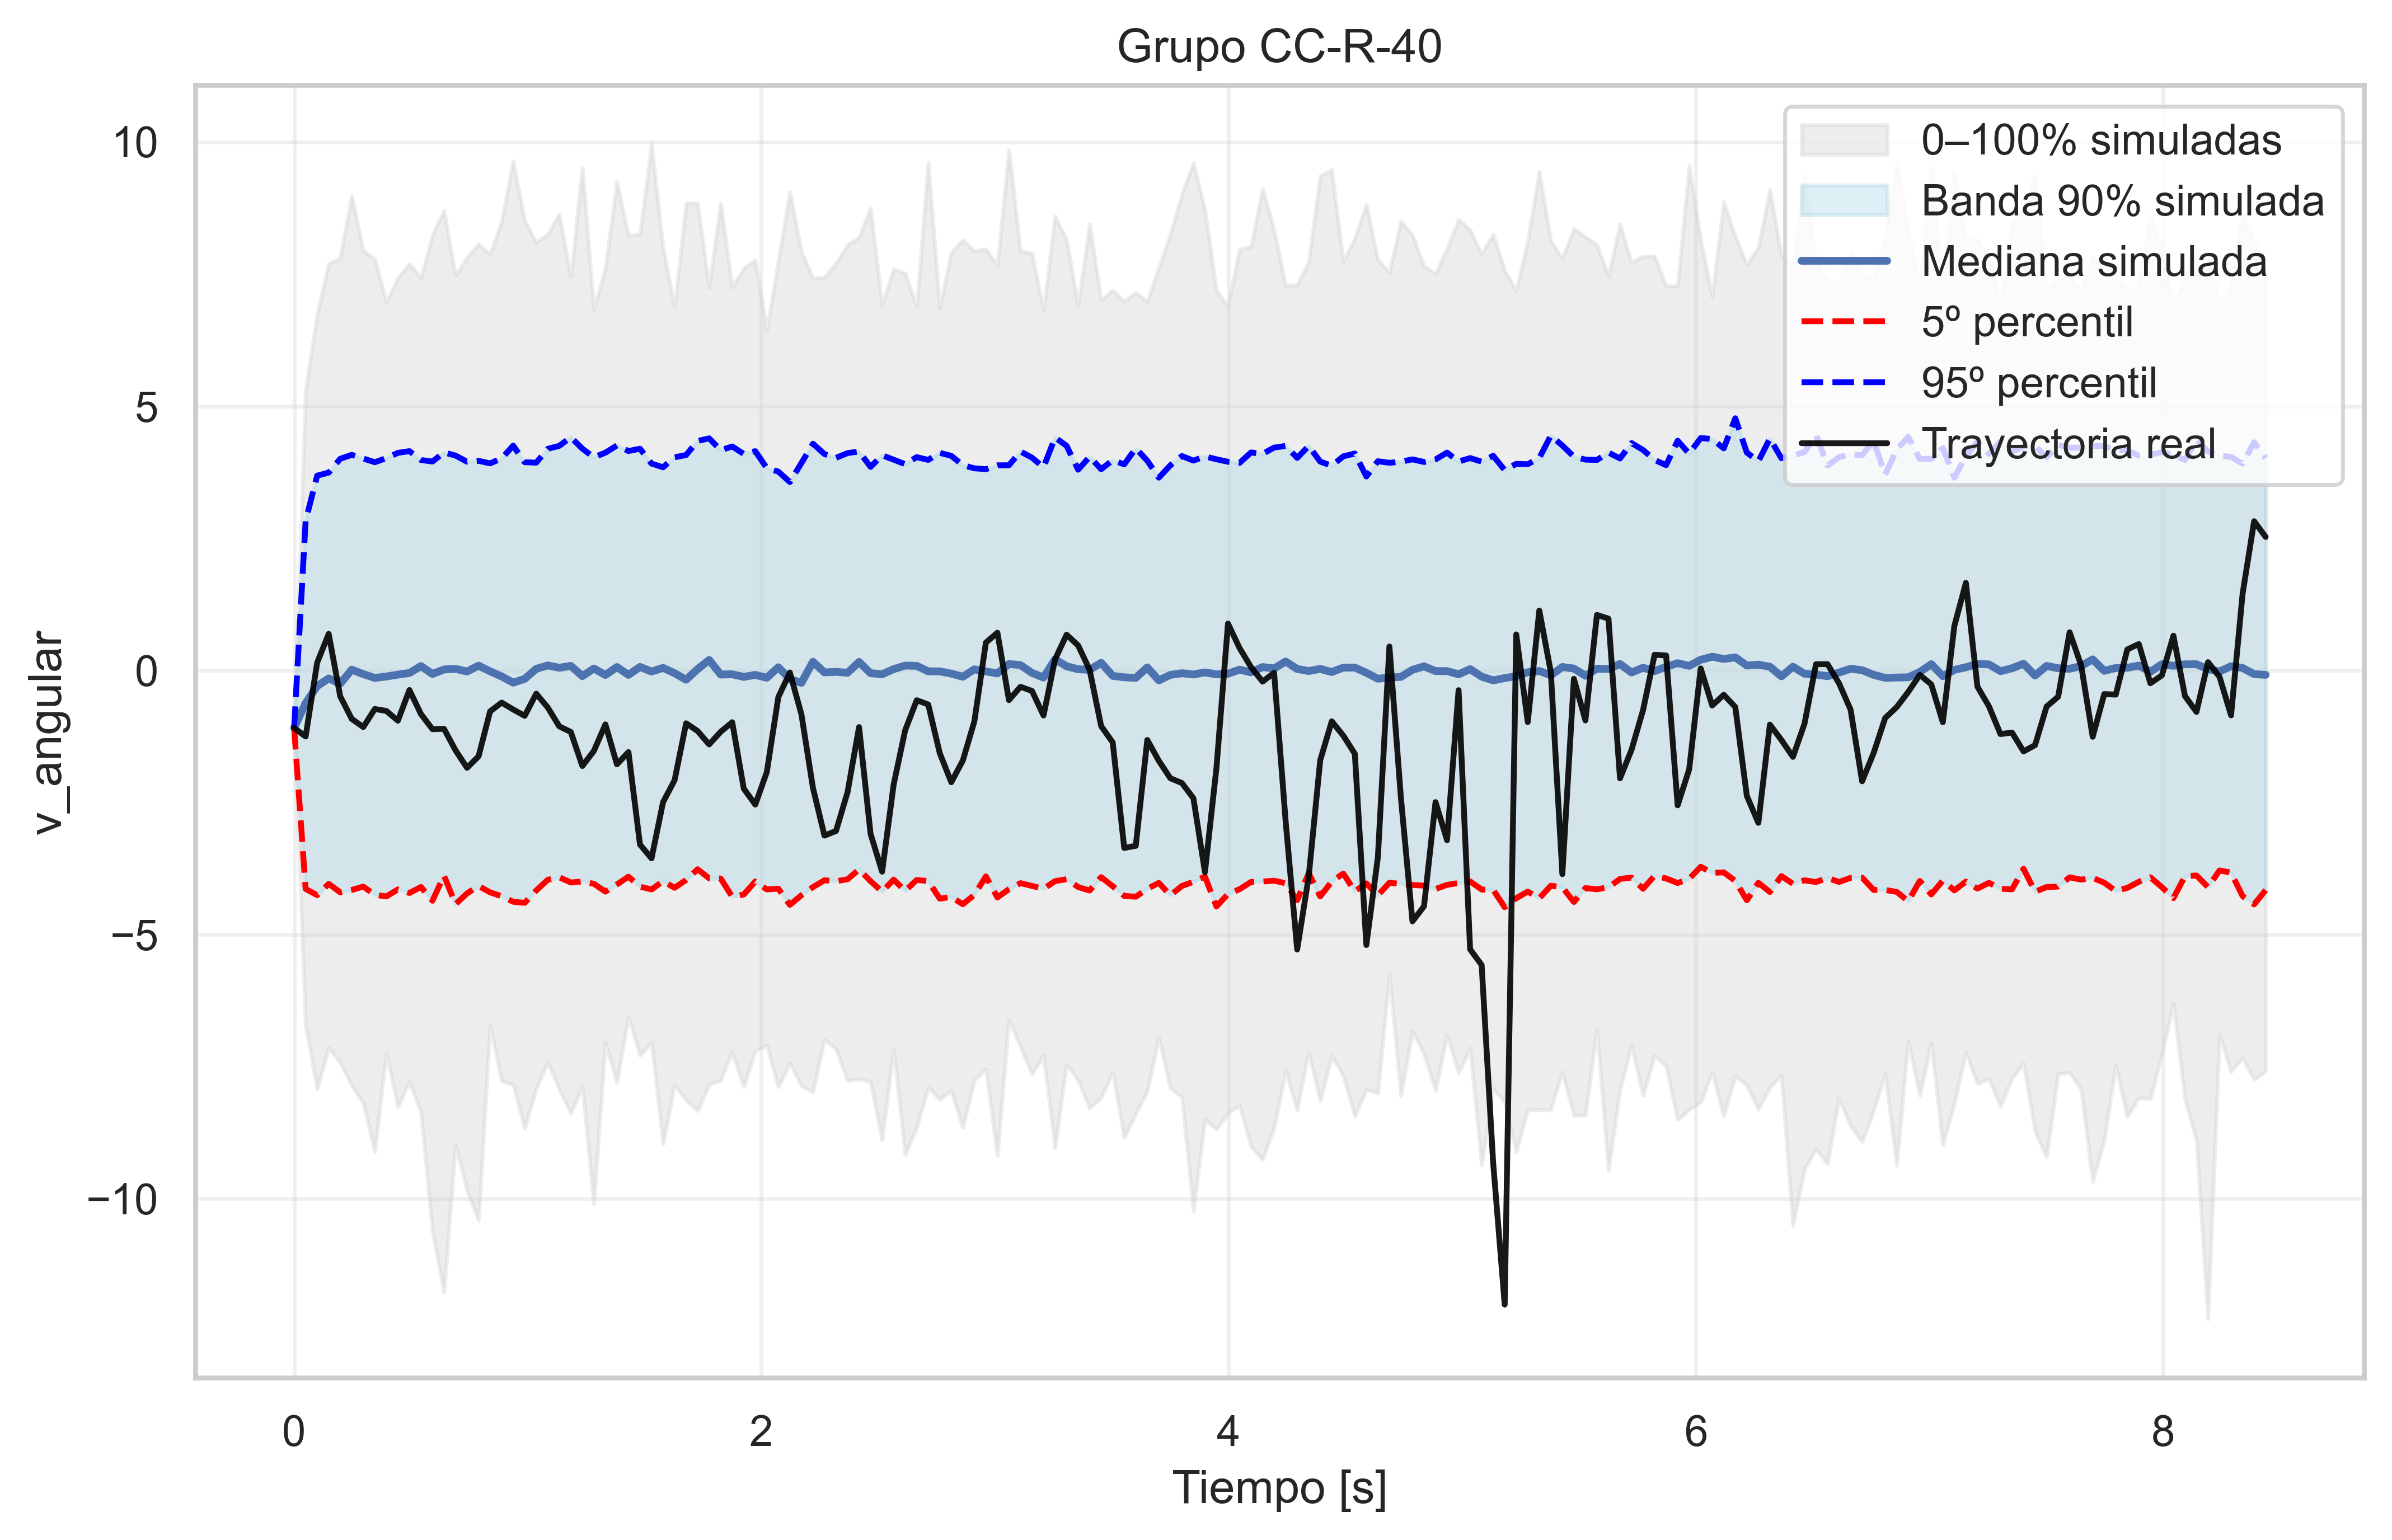 Grupo CC-R-40
10
5
0
−5
−10
v_angular
0–100% simuladas
Banda 90% simulada
Mediana simulada
5º percentil
95º percentil
Trayectoria real
0 2 4 6 8
Tiempo [s]